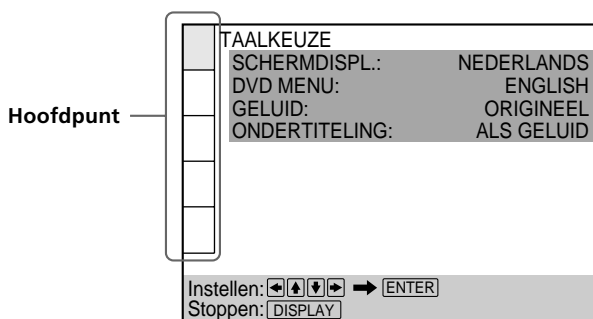 TAALKEUZE
SCHERMDISPL.: NEDERLANDS
DVD MENU: ENGLISH
GELUID: ORIGINEEL
ONDERTITELING: ALS GELUID
Hoofdpunt
Instellen: ←↑↓→ ➡ ENTER
Stoppen: DISPLAY